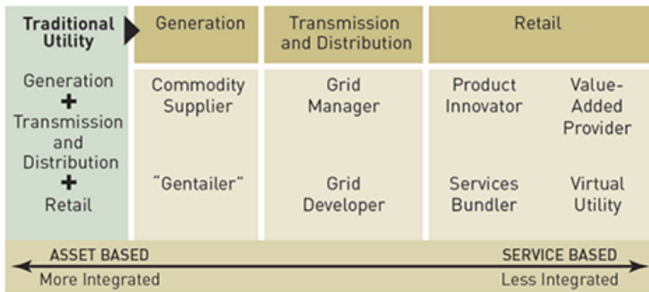 Traditional
Utility
Generation
+
Transmission
and
Distribution
+
Retail
Generation
Commodity
Supplier
“Gentailer”
Transmission
and Distribution
Grid
Manager
Grid
Developer
Retail
Product
Innovator
Value-
Added
Provider
Services
Bundler
Virtual
Utility
ASSET BASED
More Integrated
SERVICE BASED
Less Integrated